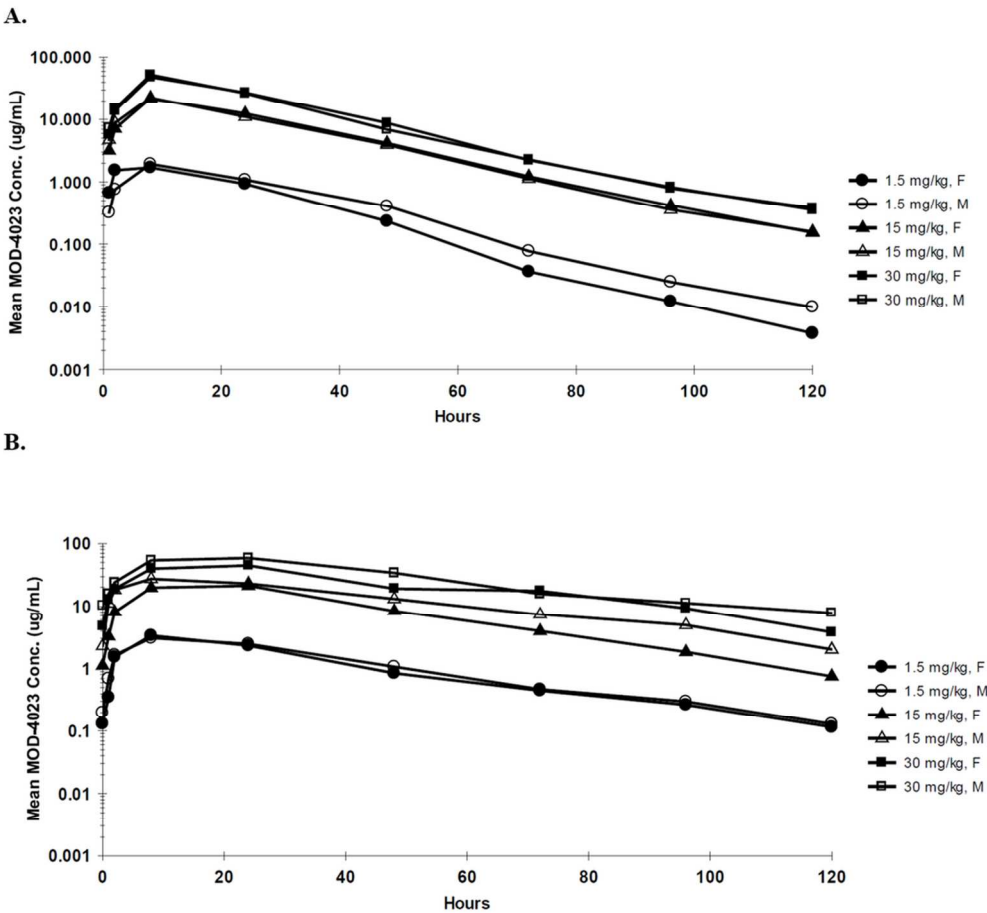 A.
Mean MOD-4023 Conc. (ug/mL)
100.000
10.000
1.000
0.100
0.010
0.001
0 20 40 60 80 100 120
Hours
1.5 mg/kg, F
1.5 mg/kg, M
15 mg/kg, F
15 mg/kg, M
30 mg/kg, F
30 mg/kg, M
B.
Mean MOD-4023 Conc. (ug/mL)
100
10
1
0.1
0.01
0.001
0 20 40 60 80 100 120
Hours
1.5 mg/kg, F
1.5 mg/kg, M
15 mg/kg, F
15 mg/kg, M
30 mg/kg, F
30 mg/kg, M